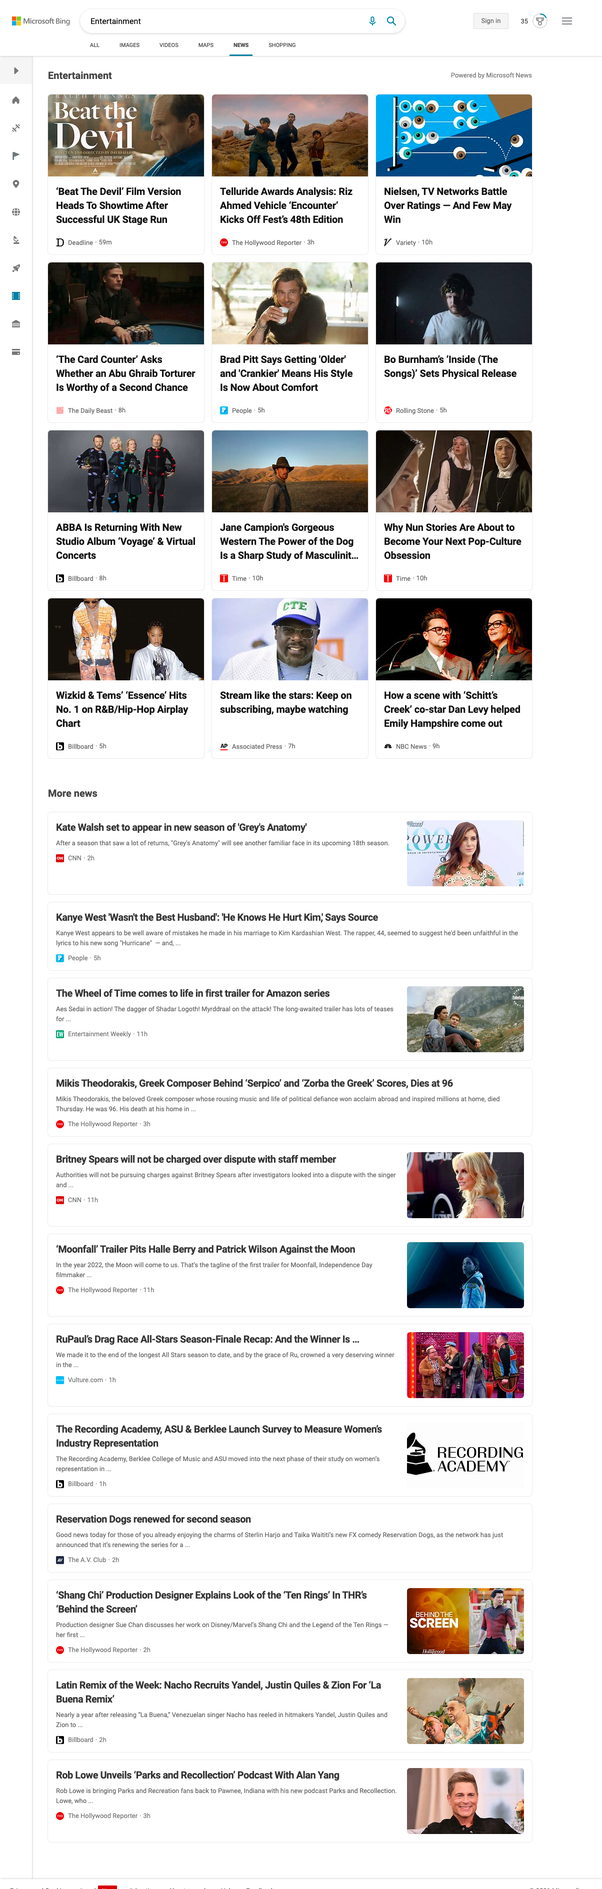 Microsoft Bing
Entertainment
Sign in
35
ALL
IMAGES
VIDEOS
MAPS
NEWS
SHOPPING
Entertainment
Powered by Microsoft News
Beat the
Devil
CTE
'Beat The Devil' Film Version
Heads To Showtime After
Successful UK Stage Run
Deadline · 59m
Telluride Awards Analysis: Riz
Ahmed Vehicle 'Encounter'
Kicks Off Fest's 48th Edition
The Hollywood Reporter · 3h
Nielsen, TV Networks Battle
Over Ratings — And Few May
Win
Variety · 10h
'The Card Counter' Asks
Whether an Abu Ghraib Torturer
Is Worthy of a Second Chance
The Daily Beast · 8h
Brad Pitt Says Getting 'Older'
and 'Crankier' Means His Style
Is Now About Comfort
People · 5h
Bo Burnham's 'Inside (The
Songs)' Sets Physical Release
Rolling Stone · 5h
ABBA Is Returning With New
Studio Album 'Voyage' & Virtual
Concerts
Billboard · 8h
Jane Campion's Gorgeous
Western The Power of the Dog
Is a Sharp Study of Masculinit...
Time · 10h
Why Nun Stories Are About to
Become Your Next Pop-Culture
Obsession
Time · 10h
Wizkid & Tems' 'Essence' Hits
No. 1 on R&B/Hip-Hop Airplay
Chart
Billboard · 5h
Stream like the stars: Keep on
subscribing, maybe watching
AP Associated Press · 7h
How a scene with 'Schitt's
Creek' co-star Dan Levy helped
Emily Hampshire come out
NBC News · 9h
More news
Kate Walsh set to appear in new season of 'Grey's Anatomy'
After a season that saw a lot of returns, "Grey's Anatomy" will see another familiar face in its upcoming 18th season.
CNN · 2h
Kanye West 'Wasn't the Best Husband': 'He Knows He Hurt Kim,' Says Source
Kanye West appears to be well aware of mistakes he made in his marriage to Kim Kardashian West. The rapper, 44, seemed to suggest he'd been unfaithful in the
lyrics to his new song "Hurricane" — and, ...
People · 5h
The Wheel of Time comes to life in first trailer for Amazon series
Aes Sedai in action! The dagger of Shadar Logoth! Myrddraal on the attack! The long-awaited trailer has lots of teases
for ...
Entertainment Weekly · 11h
Mikis Theodorakis, Greek Composer Behind 'Serpico' and 'Zorba the Greek' Scores, Dies at 96
Mikis Theodorakis, the beloved Greek composer whose rousing music and life of political defiance won acclaim abroad and inspired millions at home, died
Thursday. He was 96. His death at his home in ...
The Hollywood Reporter · 3h
Britney Spears will not be charged over dispute with staff member
Authorities will not be pursuing charges against Britney Spears after investigators looked into a dispute with the singer
and ...
CNN · 11h
'Moonfall' Trailer Pits Halle Berry and Patrick Wilson Against the Moon
In the year 2022, the Moon will come to us. That's the tagline of the first trailer for Moonfall, Independence Day
filmmaker ...
The Hollywood Reporter · 11h
RuPaul's Drag Race All-Stars Season-Finale Recap: And the Winner Is ...
We made it to the end of the longest All Stars season to date, and by the grace of Ru, crowned a very deserving winner
in the ...
Vulture.com · 1h
The Recording Academy, ASU & Berklee Launch Survey to Measure Women's
Industry Representation
The Recording Academy, Berklee College of Music and ASU moved into the next phase of their study on women's
representation in ...
Billboard · 1h
RECORDING
ACADEMY
Reservation Dogs renewed for second season
Good news today for those of you already enjoying the charms of Sterlin Harjo and Taika Waititi's new FX comedy Reservation Dogs, as the network has just
announced that it's renewing the series for a ...
The A.V. Club · 2h
'Shang Chi' Production Designer Explains Look of the 'Ten Rings' In THR's
'Behind the Screen'
Production designer Sue Chan discusses her work on Disney/Marvel's Shang Chi and the Legend of the Ten Rings —
her first ...
The Hollywood Reporter · 2h
BEHIND THE
SCREEN
Latin Remix of the Week: Nacho Recruits Yandel, Justin Quiles & Zion For 'La
Buena Remix'
Nearly a year after releasing "La Buena," Venezuelan singer Nacho has reeled in hitmakers Yandel, Justin Quiles and
Zion to ...
Billboard · 2h
Rob Lowe Unveils 'Parks and Recollection' Podcast With Alan Yang
Rob Lowe is bringing Parks and Recreation fans back to Pawnee, Indiana with his new podcast Parks and Recollection.
Lowe, who ...
The Hollywood Reporter · 3h